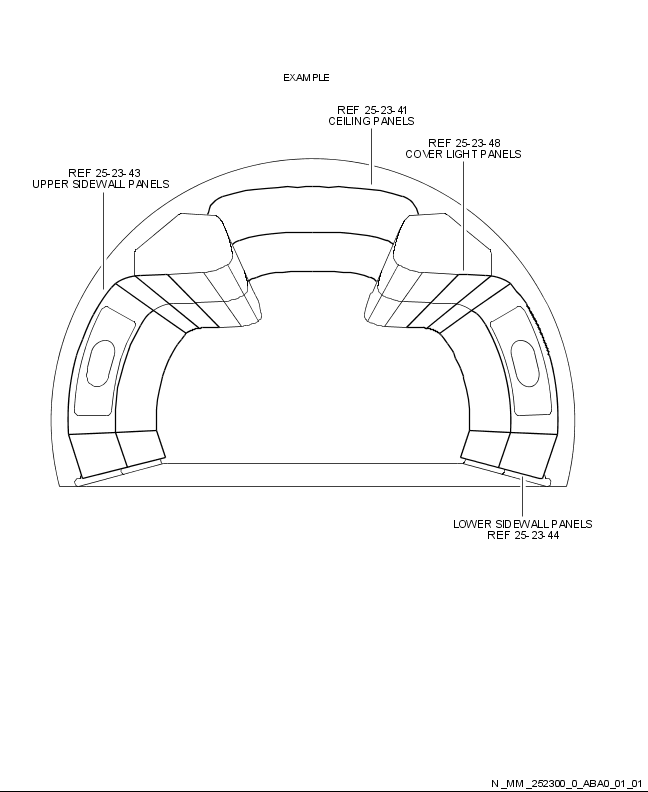 EXAMPLE
REF 25-23-41
CEILING PANELS
REF 25-23-48
COVER LIGHT PANELS
REF 25-23-43
UPPER SIDEWALL PANELS
LOWER SIDEWALL PANELS
REF 25-23-44
N_MM_252300_0_ABA0_01_01